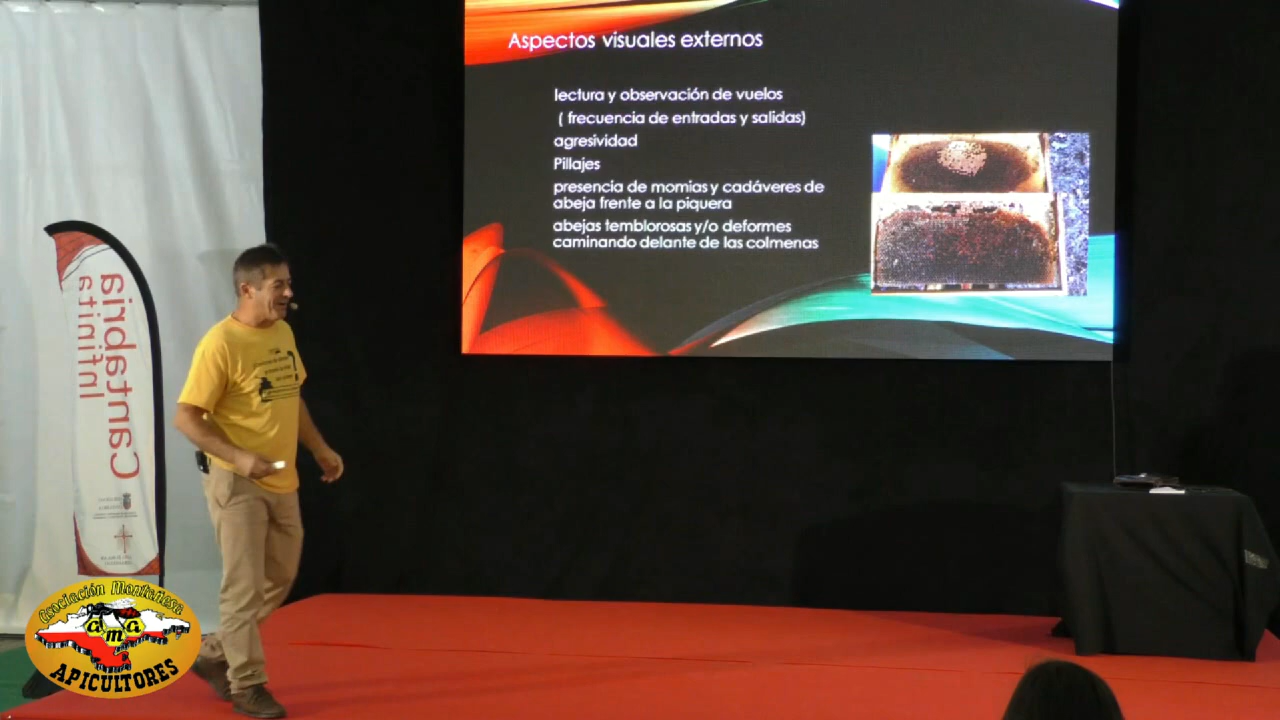 Aspectos visuales externos
lectura y observación de vuelos
( frecuencia de entradas y salidas)
agresividad
Pillajes
presencia de momias y cadáveres de
abeja frente a la piquera
abejas temblorosas y/o deformes
caminando delante de las colmenas
Cantabria
Infinita
Asociación Montañesa
ama
APICULTORES